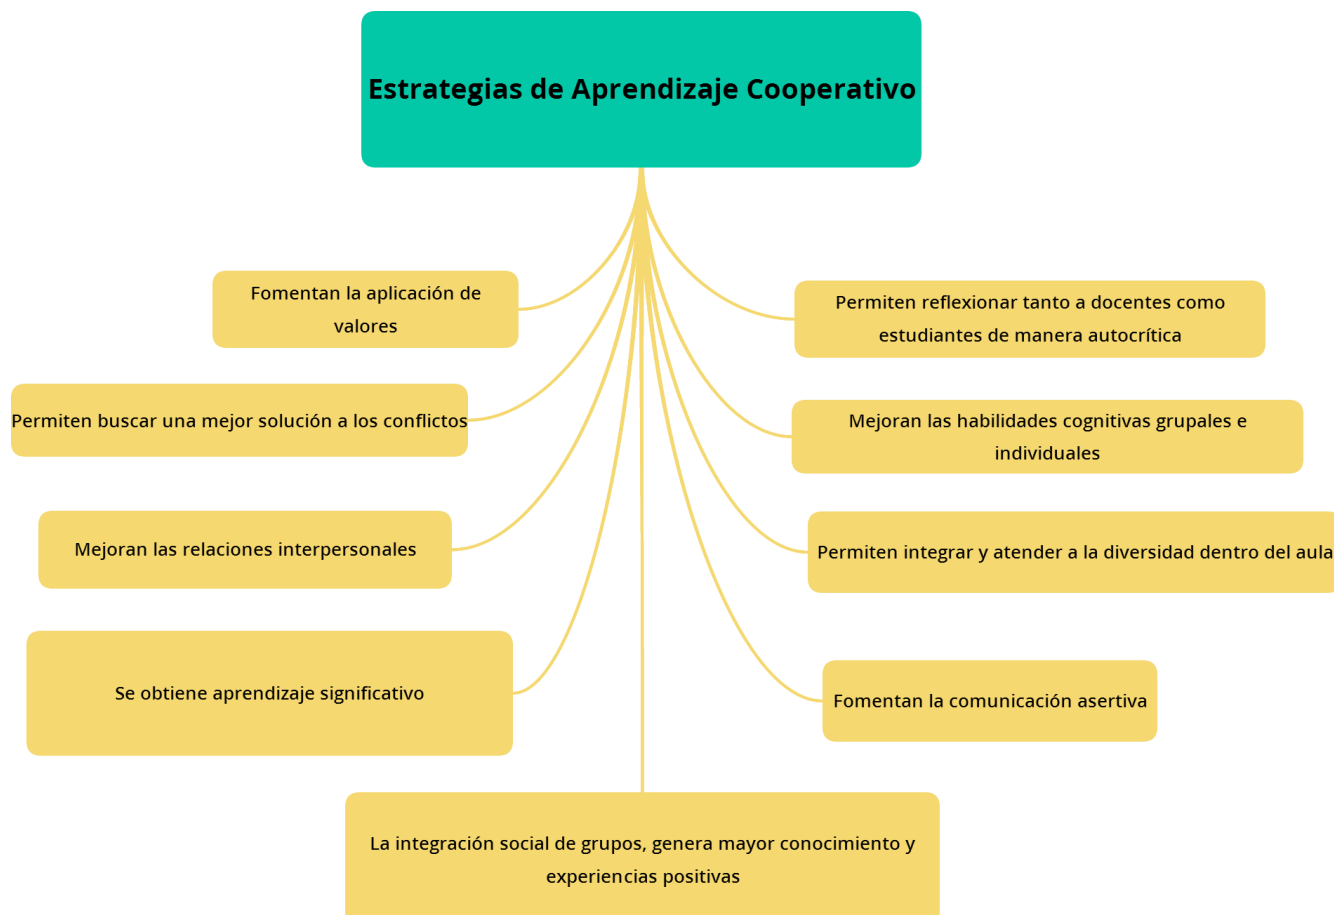 Estrategias de Aprendizaje Cooperativo
Fomentan la aplicación de
valores
Permiten buscar una mejor solución a los conflictos
Mejoran las relaciones interpersonales
Se obtiene aprendizaje significativo
La integración social de grupos, genera mayor conocimiento y
experiencias positivas
Permiten reflexionar tanto a docentes como
estudiantes de manera autocrítica
Mejoran las habilidades cognitivas grupales e
individuales
Permiten integrar y atender a la diversidad dentro del aula
Fomentan la comunicación asertiva